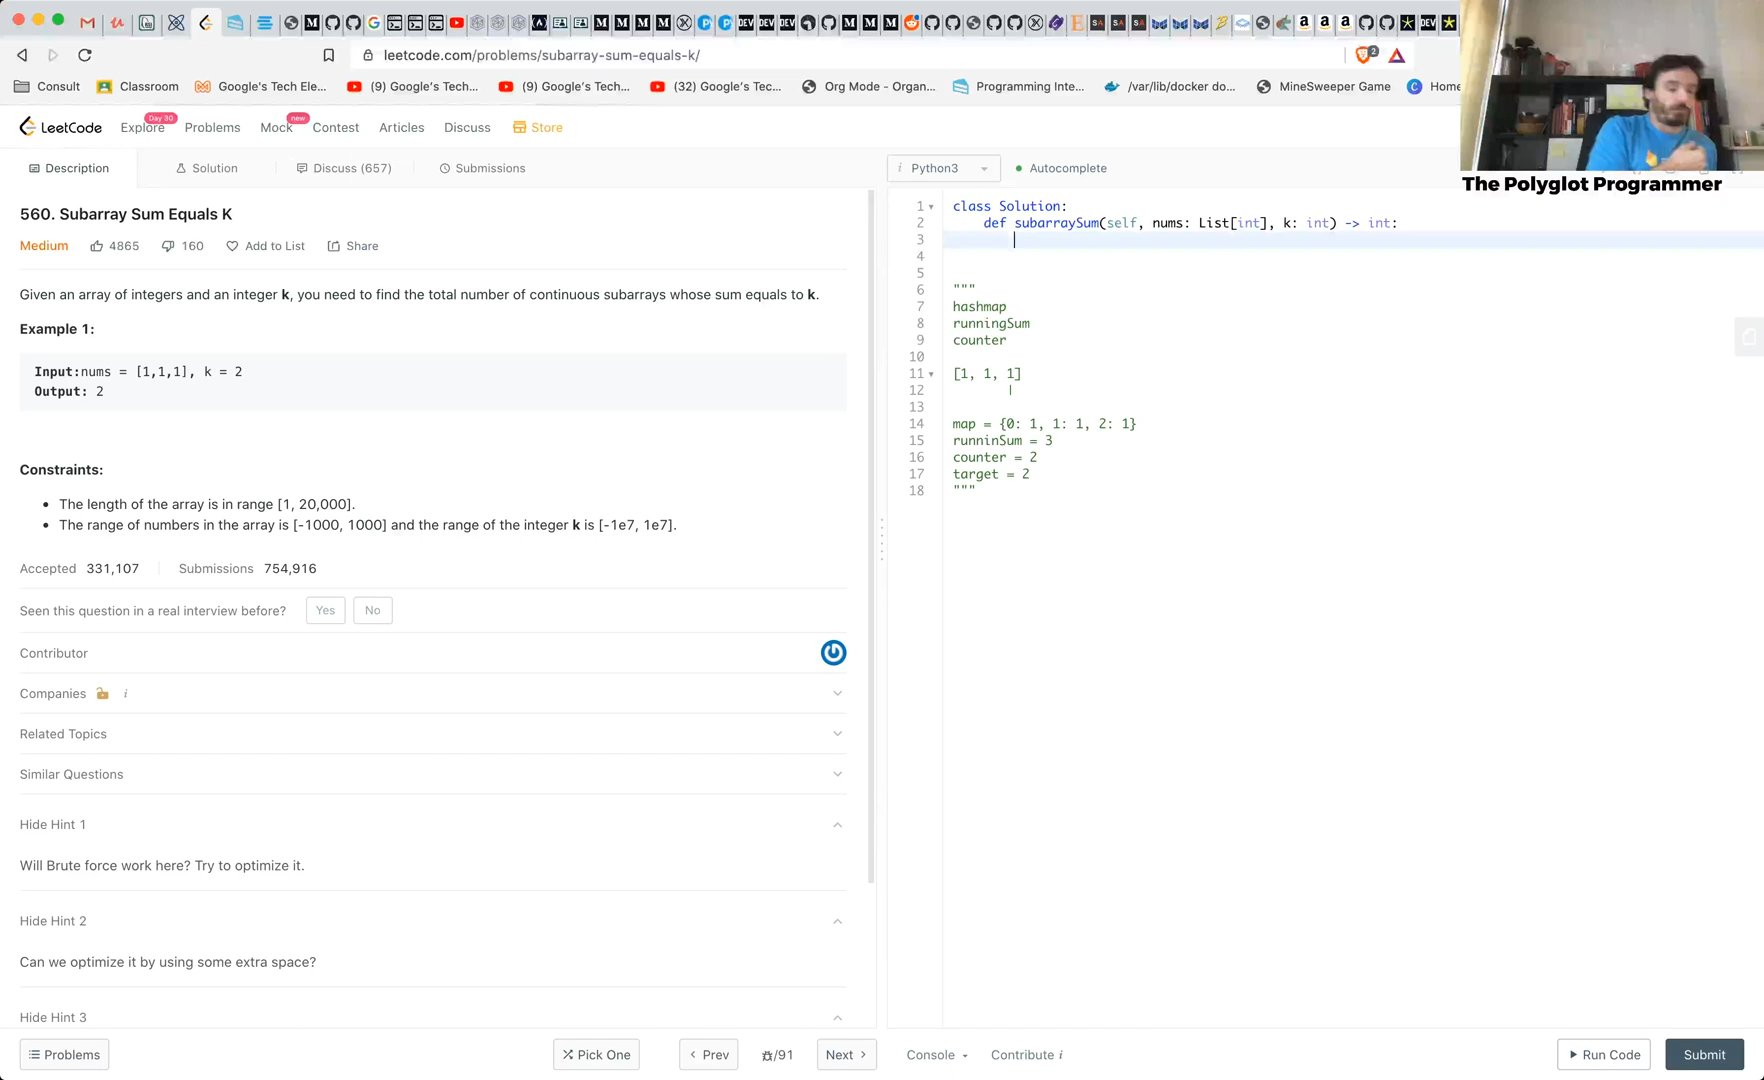 leetcode.com/problems/subarray-sum-equals-k/
2
Consult
Classroom
Google's Tech Ele...
(9) Google's Tech...
(9) Google's Tech...
(32) Google's Tec...
Org Mode - Organ...
Programming Inte...
/var/lib/docker do...
MineSweeper Game
Home
LeetCode
Explore
Day 30
Problems
Mock
new
Contest
Articles
Discuss
Store
Description
Solution
Discuss (657)
Submissions
i Python3
Autocomplete
The Polyglot Programmer
560. Subarray Sum Equals K
Medium
4865
160
Add to List
Share
Given an array of integers and an integer k, you need to find the total number of continuous subarrays whose sum equals to k.
Example 1:
Input:nums = [1,1,1], k = 2
Output: 2
Constraints:
The length of the array is in range [1, 20,000].
The range of numbers in the array is [-1000, 1000] and the range of the integer k is [-1e7, 1e7].
Accepted 331,107
Submissions 754,916
Seen this question in a real interview before?
Yes
No
Contributor
Companies i
Related Topics
Similar Questions
Hide Hint 1
Will Brute force work here? Try to optimize it.
Hide Hint 2
Can we optimize it by using some extra space?
Hide Hint 3
1 class Solution:
2 def subarraySum(self, nums: List[int], k: int) -> int:
3
4
5
6 """
7 hashmap
8 runningSum
9 counter
10
11 [1, 1, 1]
12 |
13
14 map = {0: 1, 1: 1, 2: 1}
15 runninSum = 3
16 counter = 2
17 target = 2
18 """
Problems
Pick One
Prev
/91
Next
Console
Contribute i
Run Code
Submit